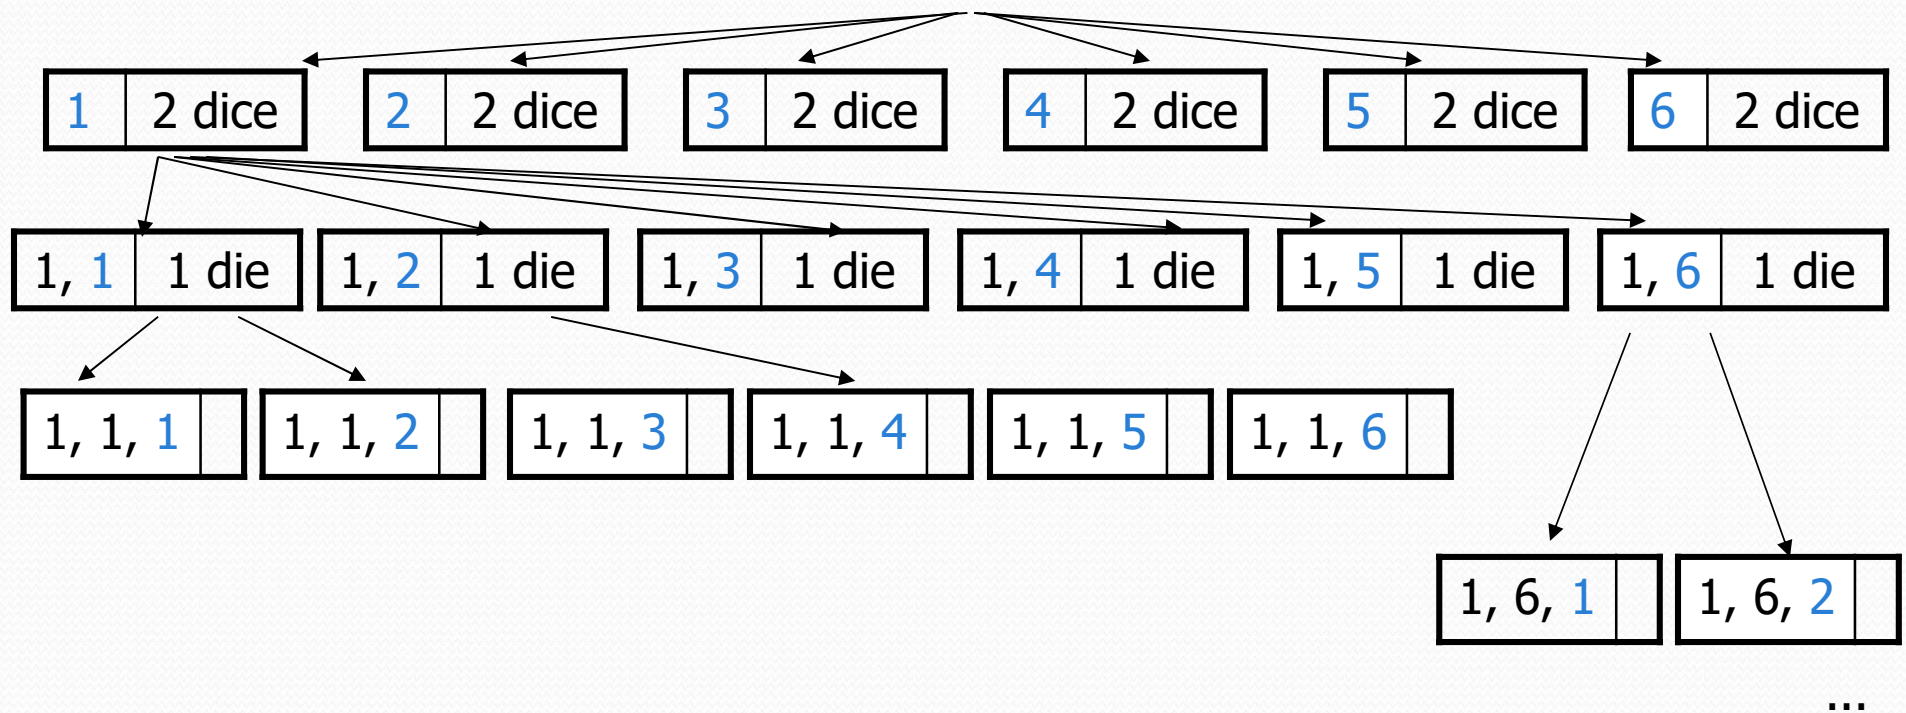 1 2 dice 2 2 dice 3 2 dice 4 2 dice 5 2 dice 6 2 dice
1, 1 1 die 1, 2 1 die 1, 3 1 die 1, 4 1 die 1, 5 1 die 1, 6 1 die
1, 1, 1 1, 1, 2 1, 1, 3 1, 1, 4 1, 1, 5 1, 1, 6
1, 6, 1 1, 6, 2
...